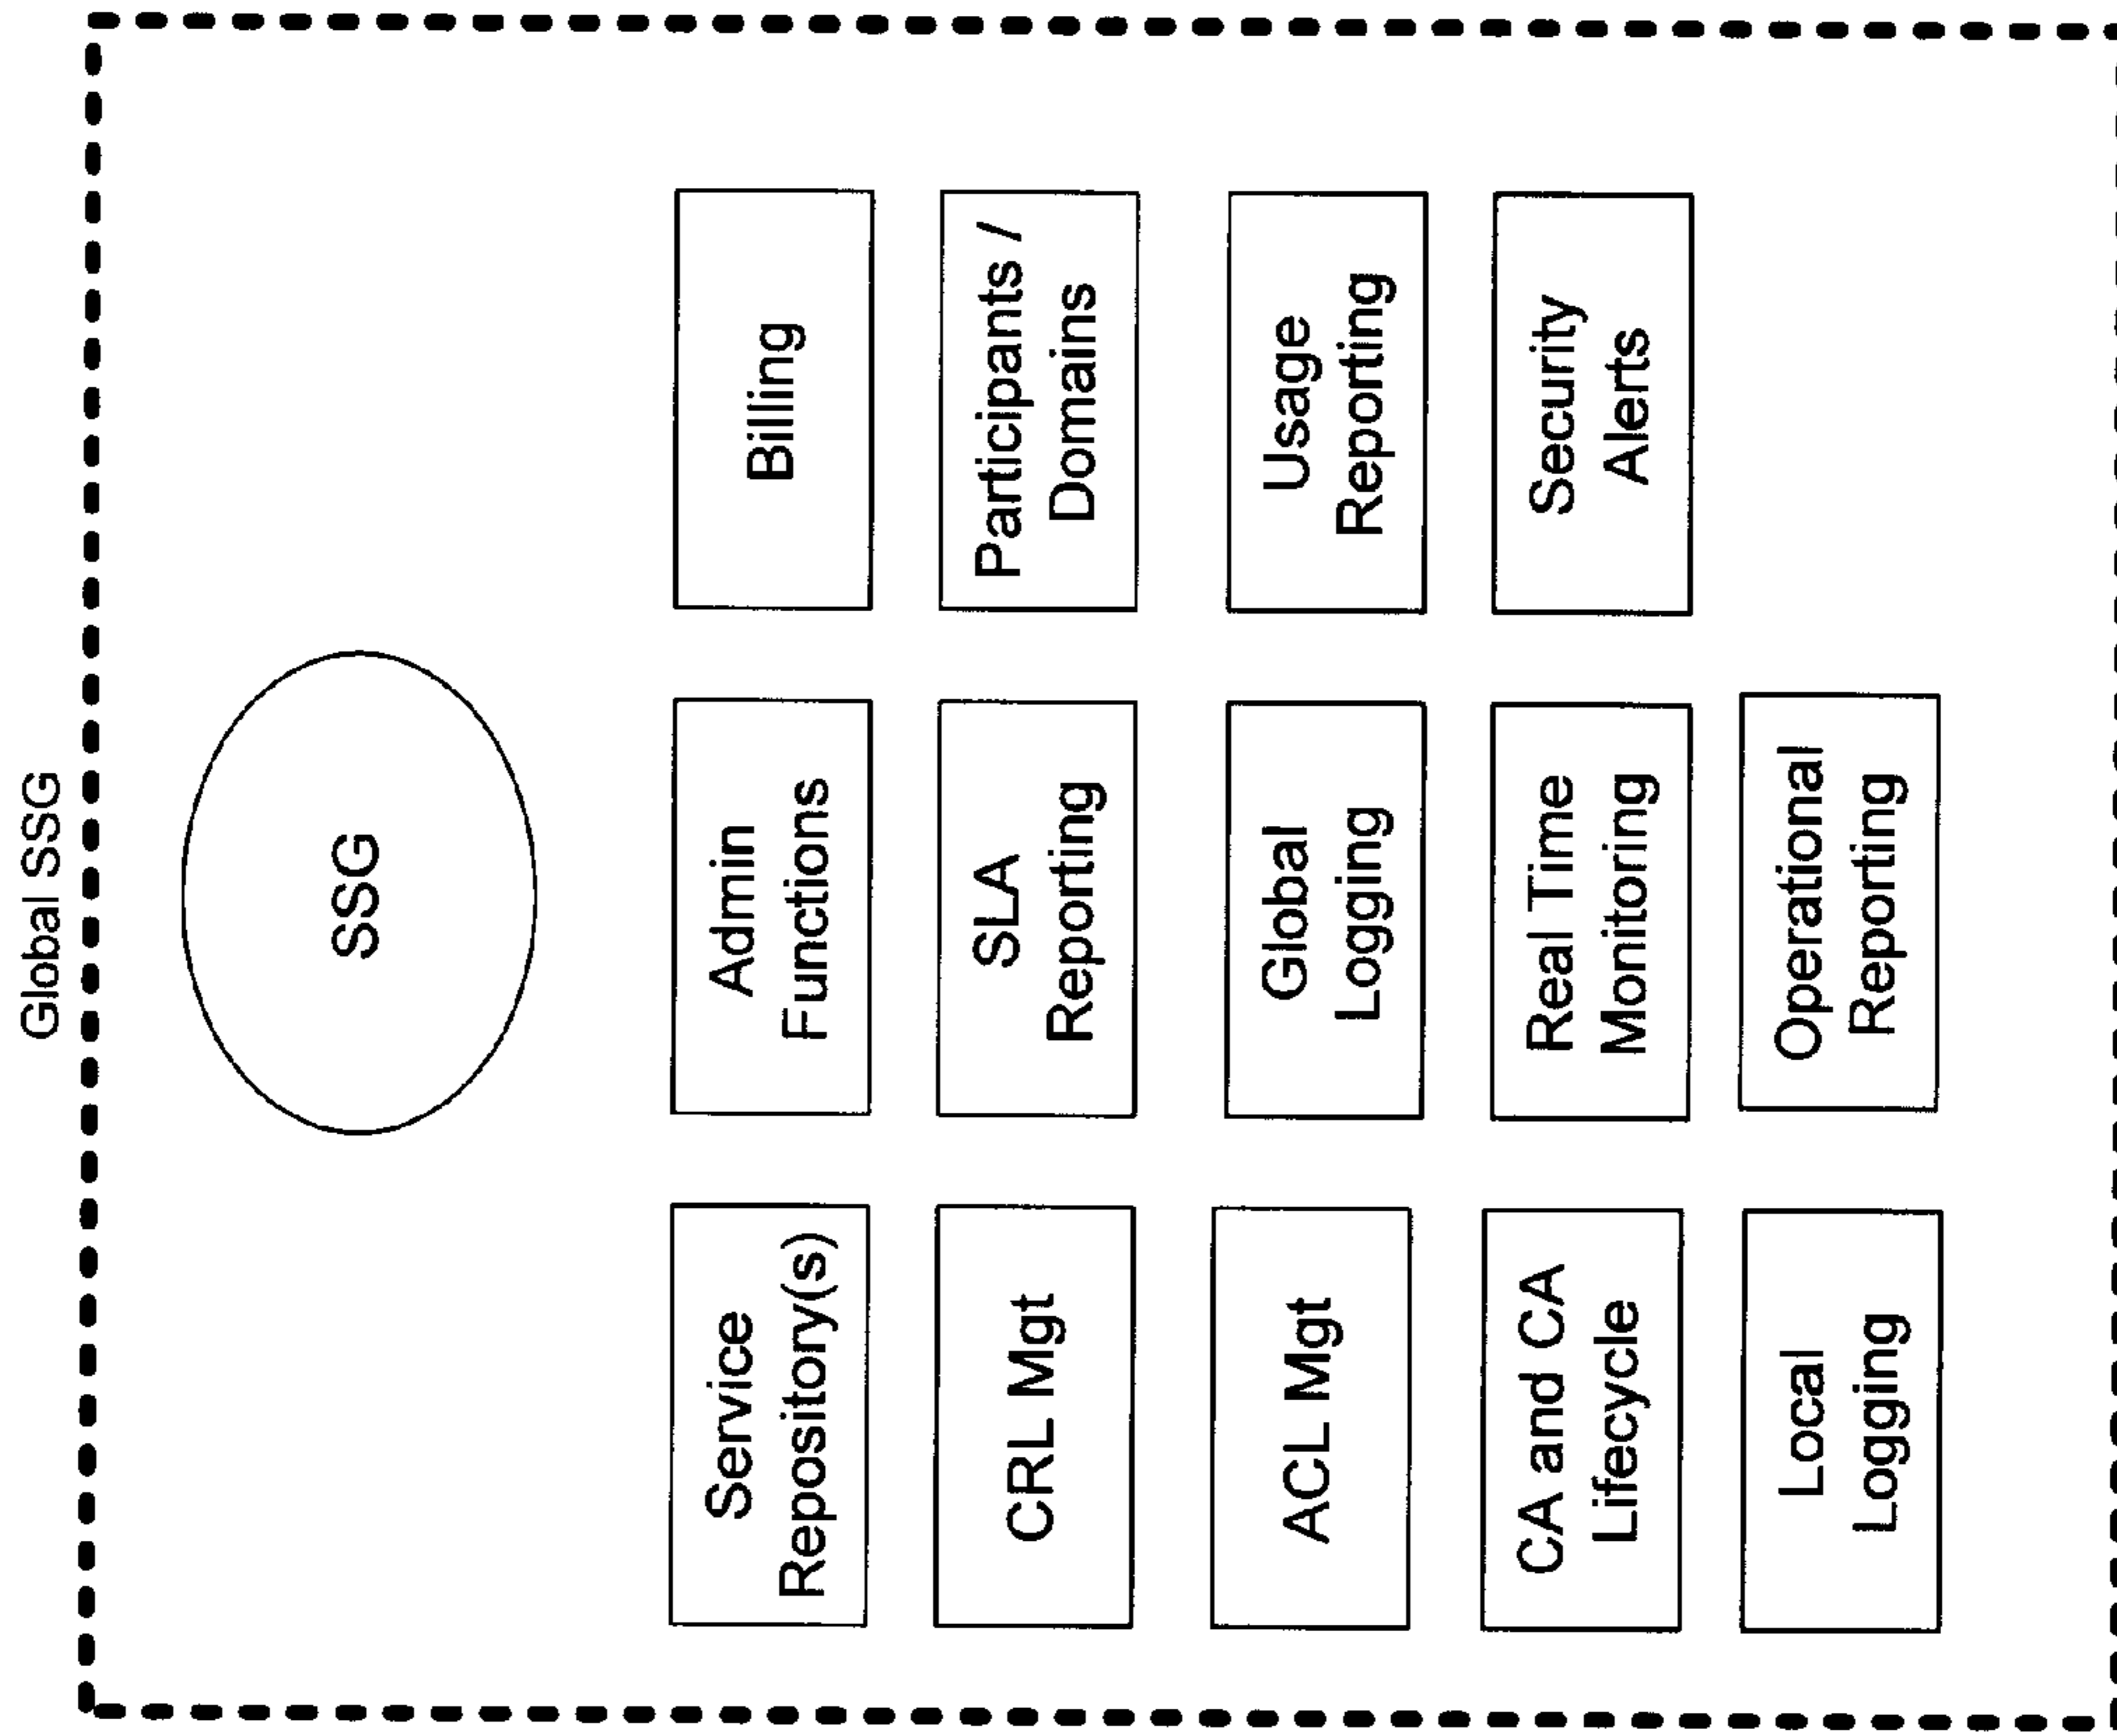 Global SSG
SSG
Service
Repository(s)
Admin
Functions
Billing
CRL Mgt
SLA
Reporting
Participants /
Domains
ACL Mgt
Global
Logging
Usage
Reporting
CA and CA
Lifecycle
Real Time
Monitoring
Security
Alerts
Local
Logging
Operational
Reporting